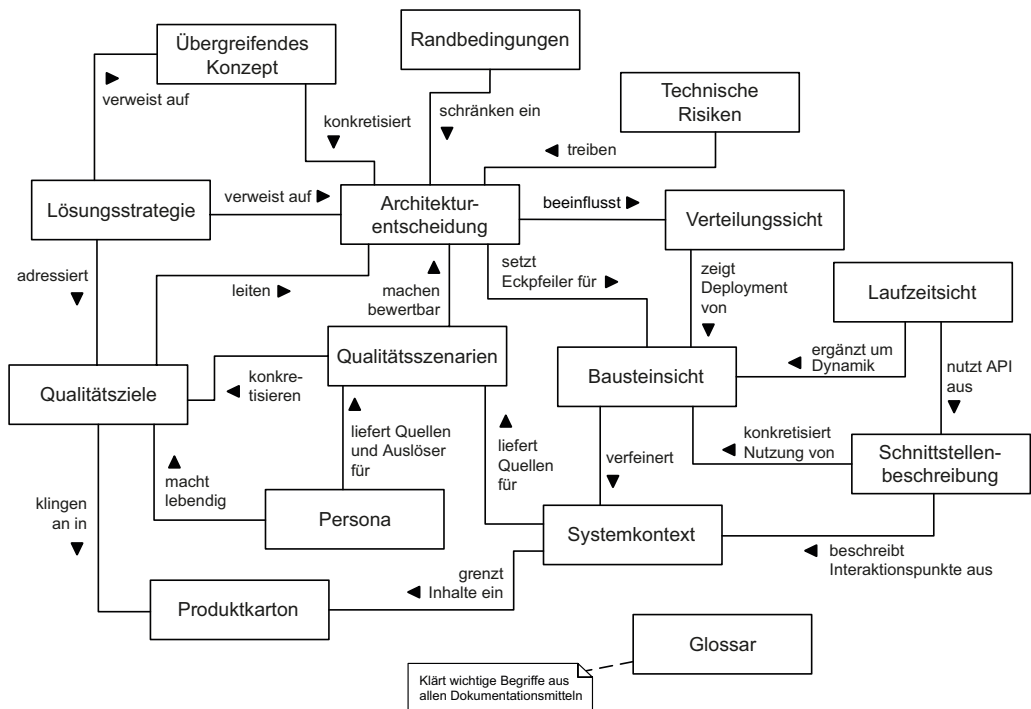 Übergreifendes
Konzept
Randbedingungen
Technische
Risiken
verweist auf
konkretisiert
schränken ein
treiben
Lösungsstrategie
verweist auf
Architektur-
entscheidung
beeinflusst
Verteilungssicht
adressiert
leiten
machen
bewertbar
setzt
Eckpfeiler für
zeigt
Deployment
von
Laufzeitsicht
Qualitätsziele
konkre-
tisieren
Qualitätsszenarien
Bausteinsicht
ergänzt um
Dynamik
nutzt API
aus
liefert Quellen
und Auslöser
für
liefert
Quellen
für
verfeinert
konkretisiert
Nutzung von
Schnittstellen-
beschreibung
macht
lebendig
klingen
an in
Persona
Systemkontext
beschreibt
Interaktionspunkte aus
grenzt
Inhalte ein
Produktkarton
Glossar
Klärt wichtige Begriffe aus
allen Dokumentationsmitteln